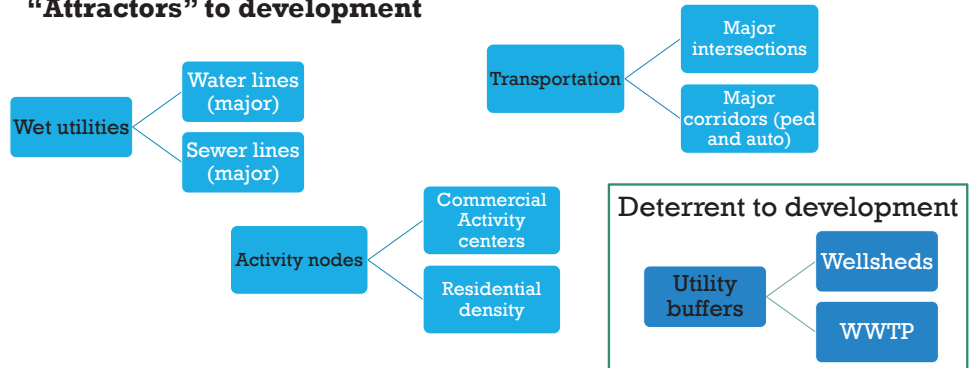 “Attractors” to development
Wet utilities
Water lines
(major)
Sewer lines
(major)
Transportation
Major
intersections
Major
corridors (ped
and auto)
Activity nodes
Commercial
Activity
centers
Residential
density
Deterrent to development
Utility
buffers
Wellsheds
WWTP